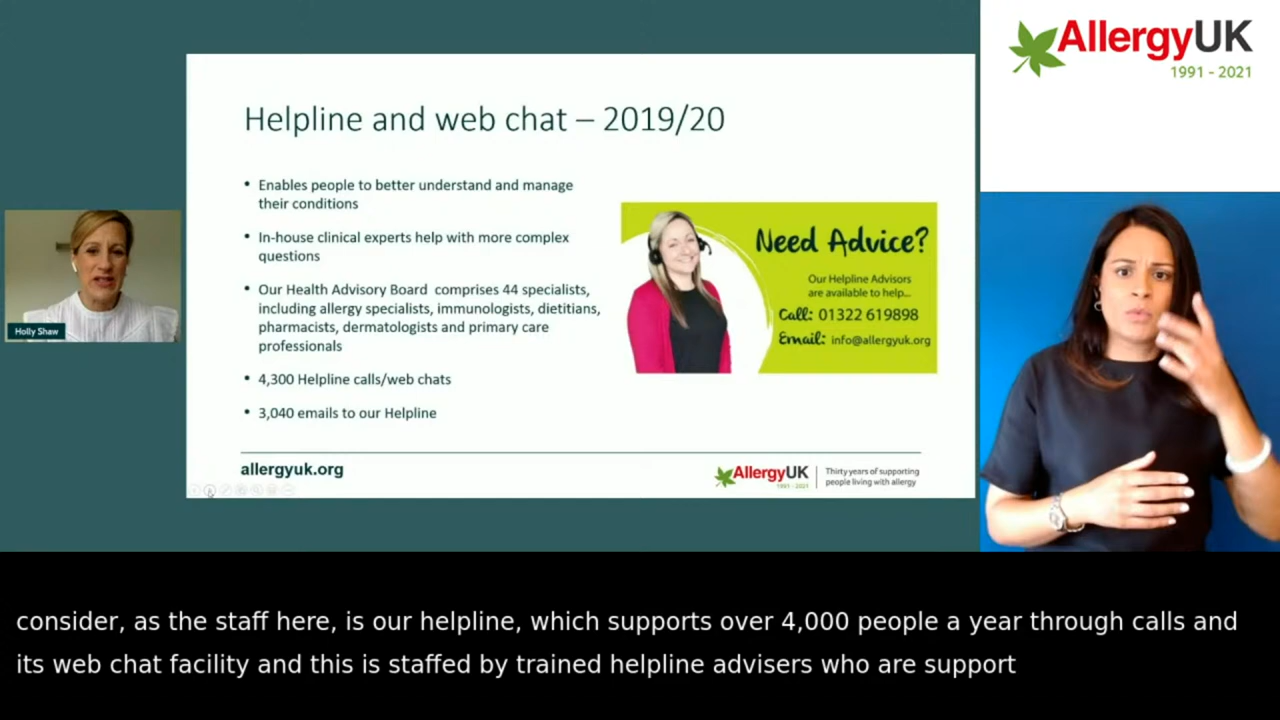 AllergyUK
1991 - 2021
Helpline and web chat – 2019/20
• Enables people to better understand and manage
their conditions
• In-house clinical experts help with more complex
questions
• Our Health Advisory Board comprises 44 specialists,
including allergy specialists, immunologists, dietitians,
pharmacists, dermatologists and primary care
professionals
• 4,300 Helpline calls/web chats
• 3,040 emails to our Helpline
Need Advice?
Our Helpline Advisors
are available to help...
Call: 01322 619898
Email: info@allergyuk.org
allergyuk.org
AllergyUK
1991 - 2021
Thirty years of supporting
people living with allergy
Holly Shaw
consider, as the staff here, is our helpline, which supports over 4,000 people a year through calls and
its web chat facility and this is staffed by trained helpline advisers who are support